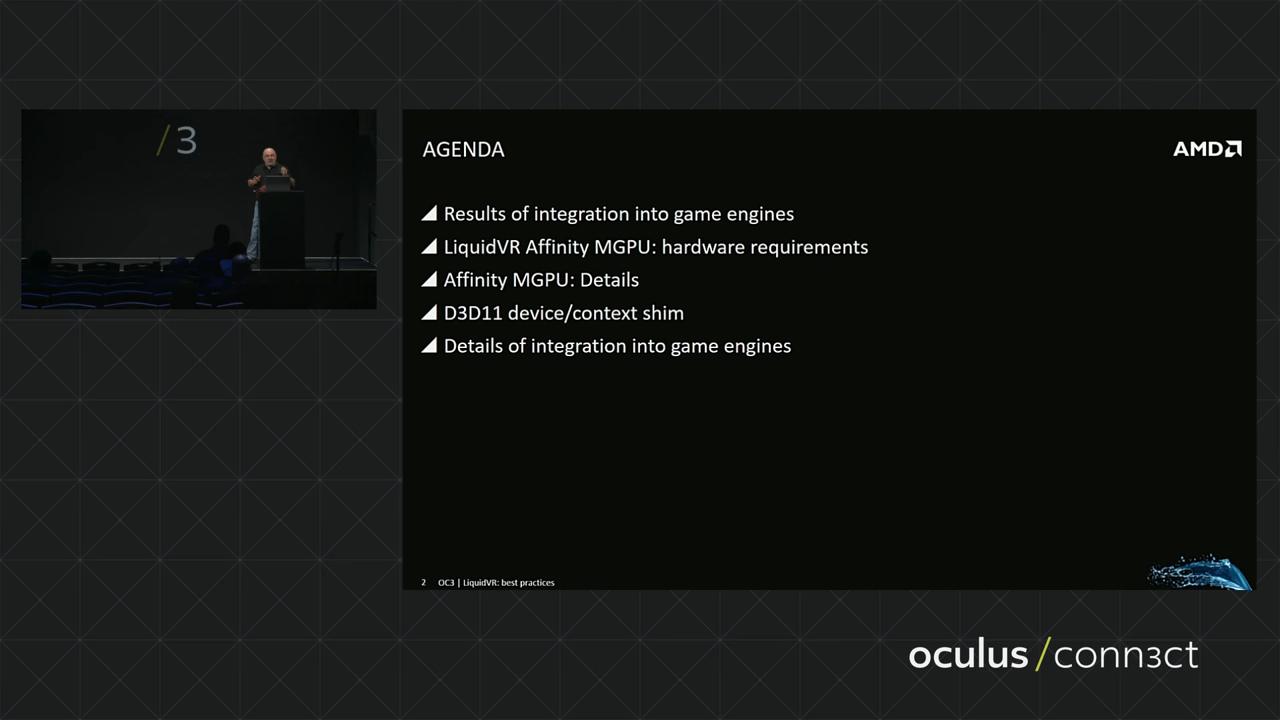 /3
AGENDA
AMD
Results of integration into game engines
LiquidVR Affinity MGPU: hardware requirements
Affinity MGPU: Details
D3D11 device/context shim
Details of integration into game engines
2 OC3 | LiquidVR: best practices
oculus/conn3ct